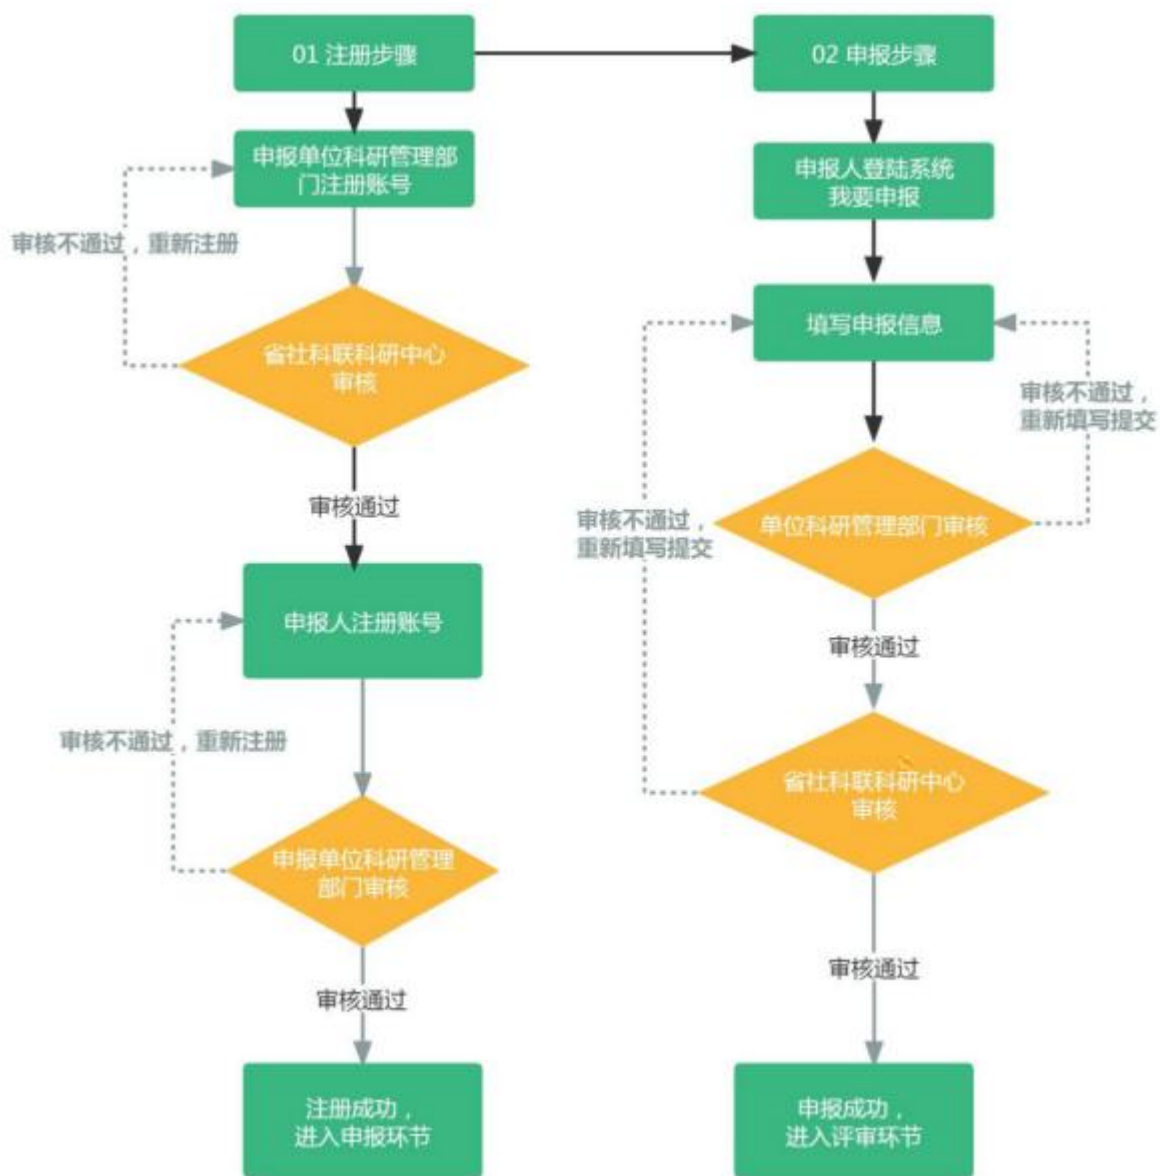 01 注册步骤
申报单位科研管理部
门注册账号
审核不通过，重新注册
省社科联科研中心
审核
审核通过
申报人注册账号
审核不通过，重新注册
申报单位科研管理
部门审核
审核通过
注册成功，
进入申报环节
02 申报步骤
申报人登陆系统
我要申报
填写申报信息
审核不通过，
重新填写提交
单位科研管理部门审核
审核不通过，
重新填写提交
审核通过
省社科联科研中心
审核
审核通过
申报成功，
进入评审环节